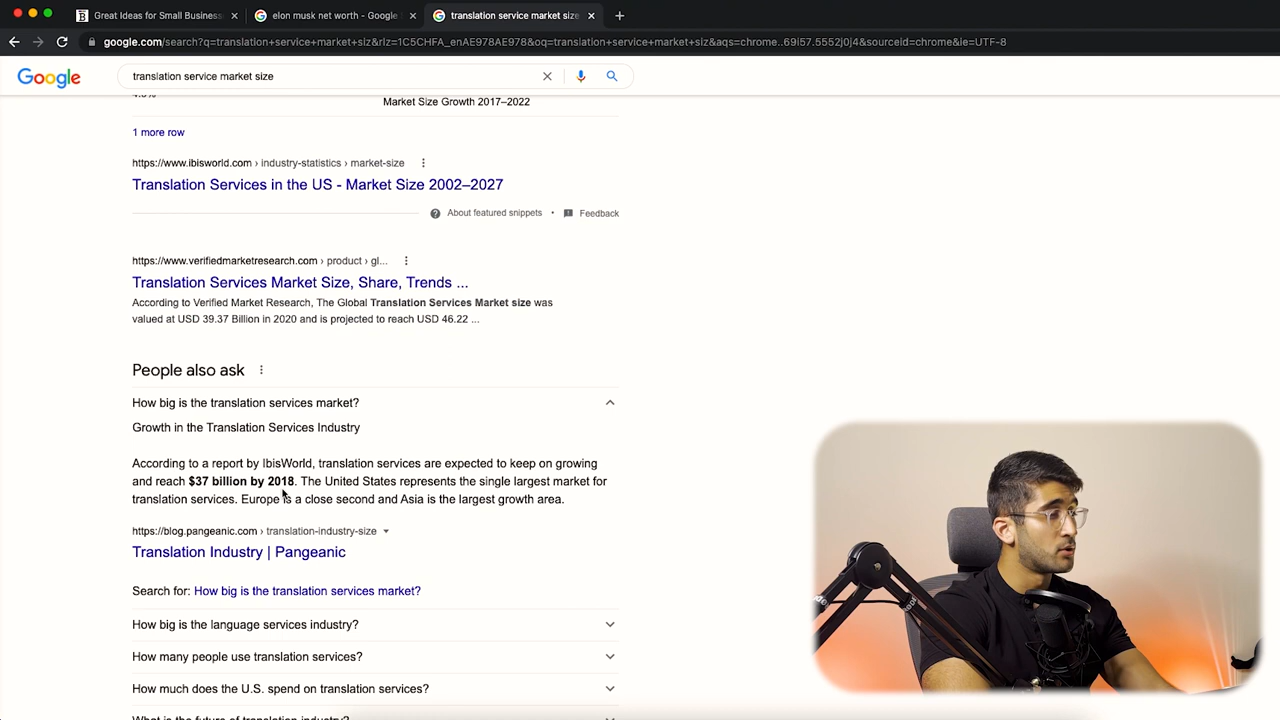 Great Ideas for Small Business
elon musk net worth - Google
translation service market size
google.com/search?q=translation+service+market+siz&rlz=1C5CHFA_enAE978AE978&oq=translation+service+market+siz&aqs=chrome..69i57.5552j0j4&sourceid=chrome&ie=UTF-8
Google
translation service market size
Market Size Growth 2017–2022
1 more row
https://www.ibisworld.com › industry-statistics › market-size
Translation Services in the US - Market Size 2002–2027
About featured snippets • Feedback
https://www.verifiedmarketresearch.com › product › gl...
Translation Services Market Size, Share, Trends ...
According to Verified Market Research, The Global Translation Services Market size was
valued at USD 39.37 Billion in 2020 and is projected to reach USD 46.22 ...
People also ask
How big is the translation services market?
Growth in the Translation Services Industry
According to a report by IbisWorld, translation services are expected to keep on growing
and reach $37 billion by 2018. The United States represents the single largest market for
translation services. Europe is a close second and Asia is the largest growth area.
https://blog.pangeanic.com › translation-industry-size
Translation Industry | Pangeanic
Search for: How big is the translation services market?
How big is the language services industry?
How many people use translation services?
How much does the U.S. spend on translation services?
What is the future of translation industry?